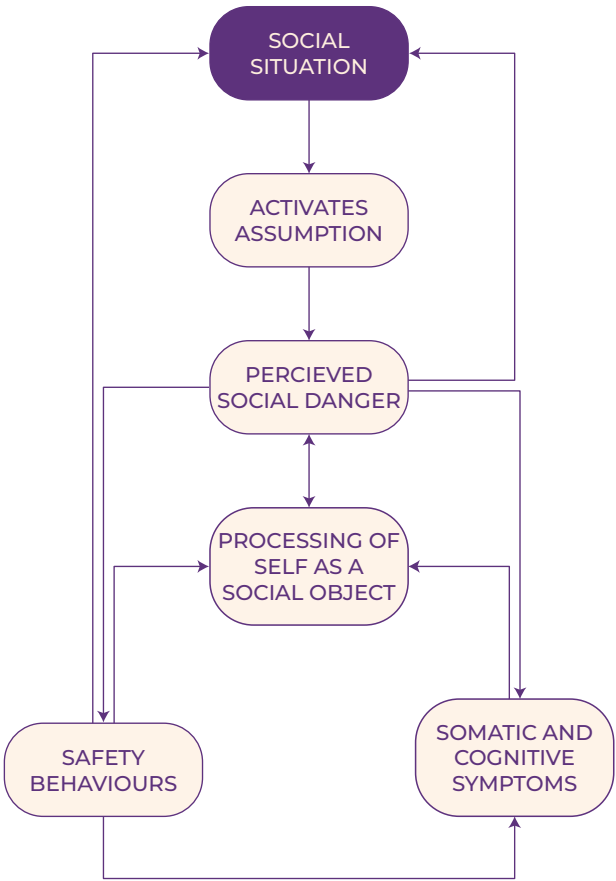 SOCIAL
SITUATION
ACTIVATES
ASSUMPTION
PERCIEVED
SOCIAL DANGER
PROCESSING OF
SELF AS A
SOCIAL OBJECT
SAFETY
BEHAVIOURS
SOMATIC AND
COGNITIVE
SYMPTOMS